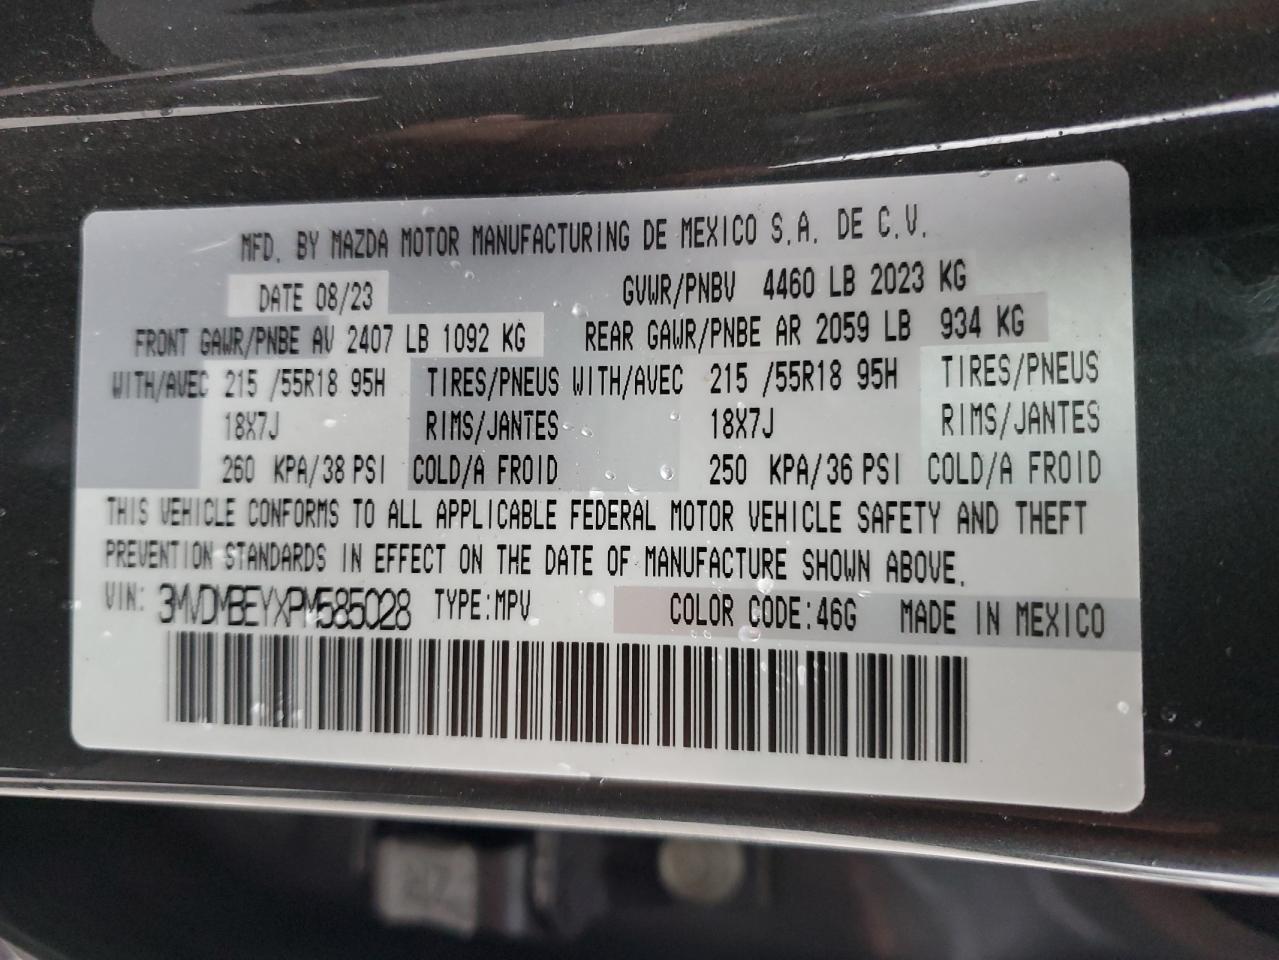 MFD. BY MAZDA MOTOR MANUFACTURING DE MEXICO S.A. DE C.V.
DATE 08/23 GVWR/PNBV 4460 LB 2023 KG
FRONT GAWR/PNBE AV 2407 LB 1092 KG REAR GAWR/PNBE AR 2059 LB 934 KG
WITH/AVEC 215 /55R18 95H TIRES/PNEUS WITH/AVEC 215 /55R18 95H TIRES/PNEUS
18X7J RIMS/JANTES 18X7J RIMS/JANTES
260 KPA/38 PSI COLD/A FROID 250 KPA/36 PSI COLD/A FROID
THIS VEHICLE CONFORMS TO ALL APPLICABLE FEDERAL MOTOR VEHICLE SAFETY AND THEFT
PREVENTION STANDARDS IN EFFECT ON THE DATE OF MANUFACTURE SHOWN ABOVE.
VIN: 3MVDMBEYXPM585028 TYPE:MPV COLOR CODE:46G MADE IN MEXICO